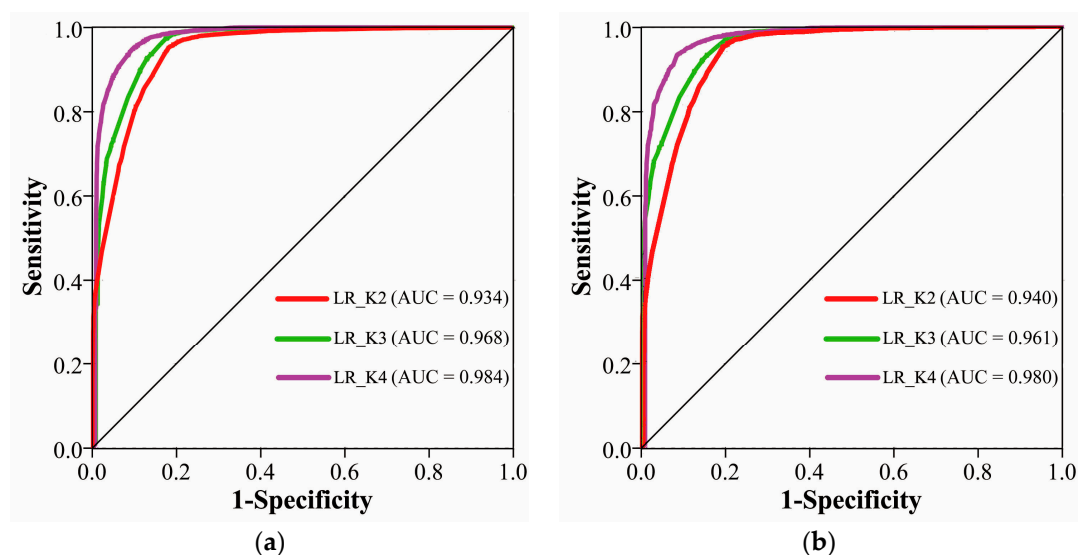 1.0
0.8
0.6
0.4
0.2
0.0
Sensitivity
LR_K2 (AUC = 0.934)
LR_K3 (AUC = 0.968)
LR_K4 (AUC = 0.984)
0.0 0.2 0.4 0.6 0.8 1.0
1-Specificity
(a)
1.0
0.8
0.6
0.4
0.2
0.0
Sensitivity
LR_K2 (AUC = 0.940)
LR_K3 (AUC = 0.961)
LR_K4 (AUC = 0.980)
0.0 0.2 0.4 0.6 0.8 1.0
1-Specificity
(b)